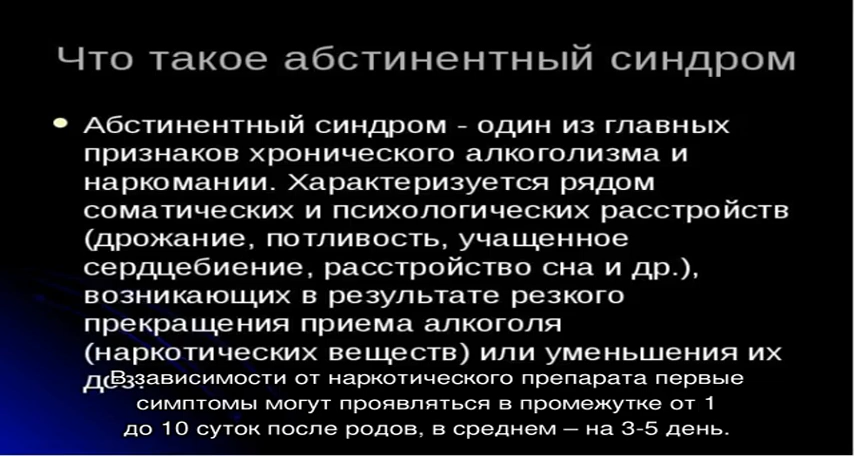 Что такое абстинентный синдром
Абстинентный синдром - один из главных
признаков хронического алкоголизма и
наркомании. Характеризуется рядом
соматических и психологических расстройств
(дрожание, потливость, учащенное
сердцебиение, расстройство сна и др.),
возникающих в результате резкого
прекращения приема алкоголя
(наркотических веществ) или уменьшения их
В зависимости от наркотического препарата первые
симптомы могут проявляться в промежутке от 1
до 10 суток после родов, в среднем – на 3-5 день.